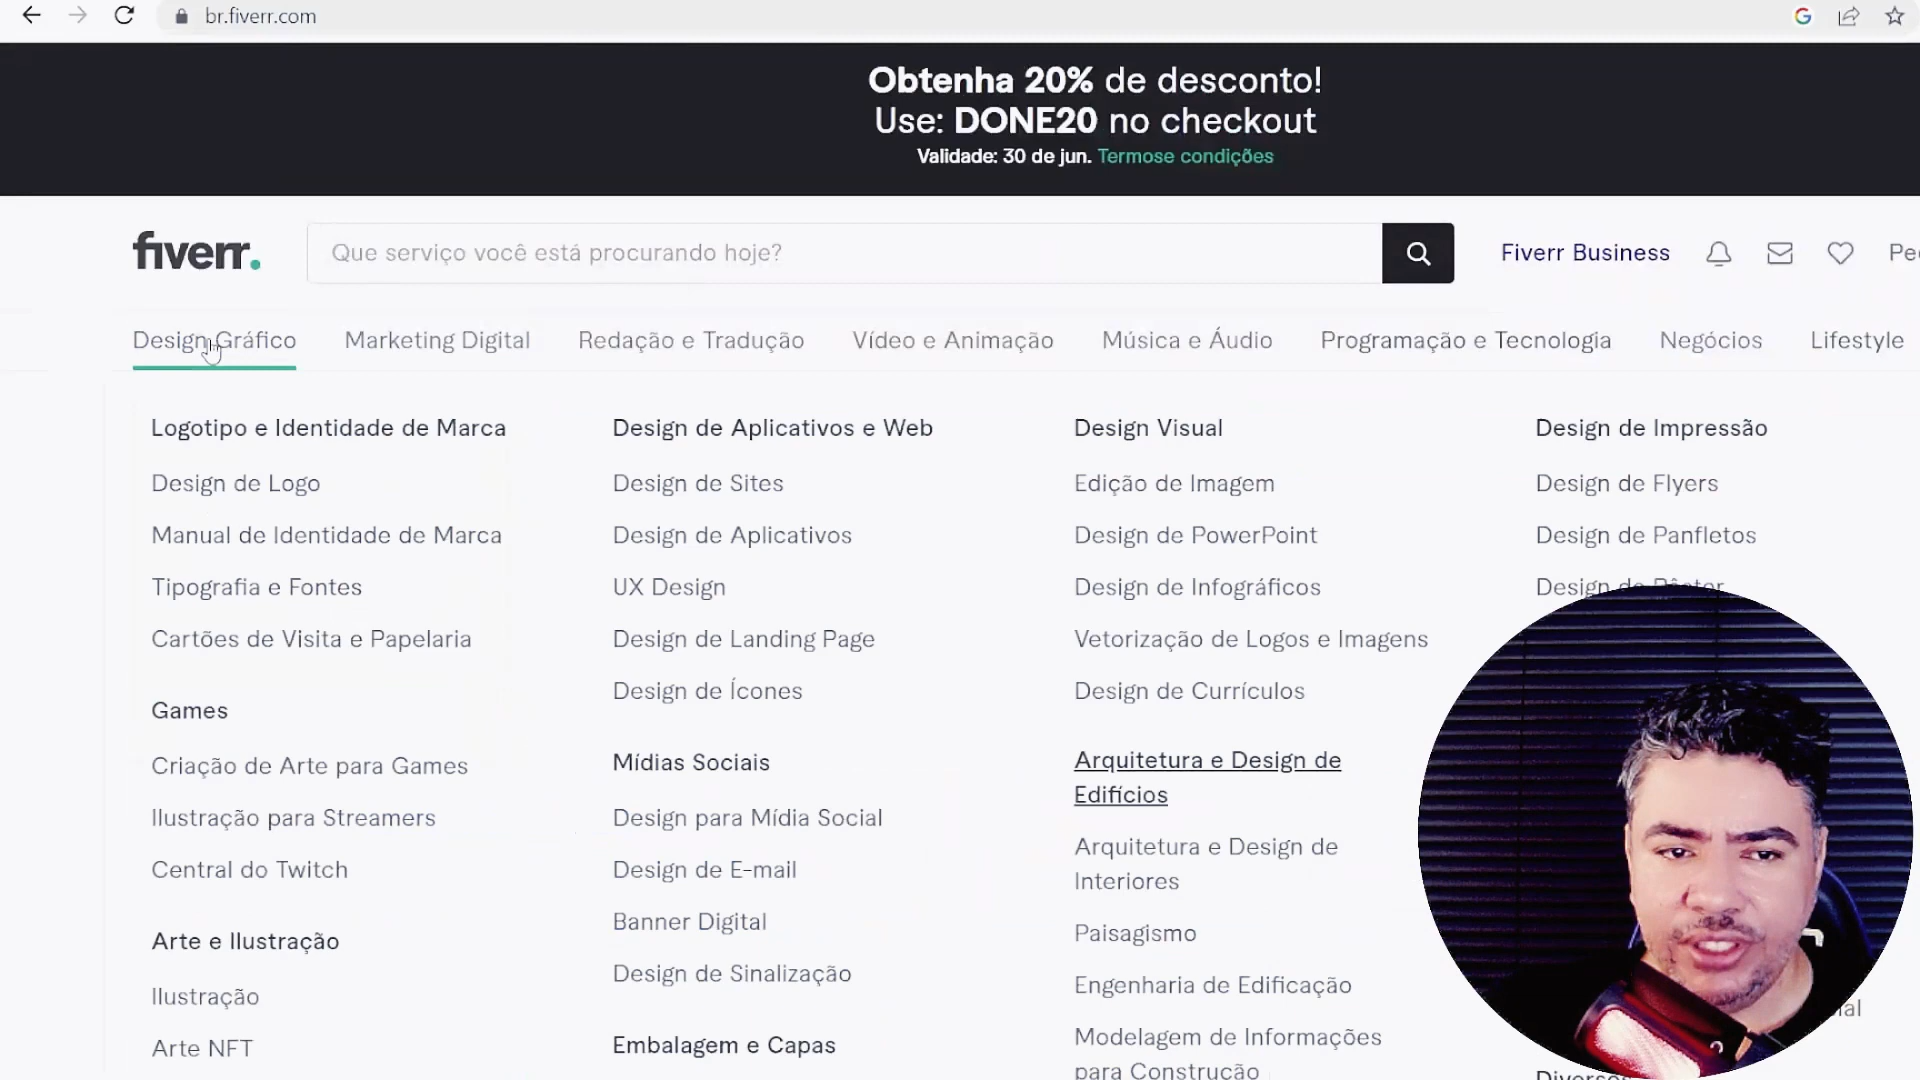 br.fiverr.com
Obtenha 20% de desconto!
Use: DONE20 no checkout
Validade: 30 de jun. Termose condições
fiverr.
Que serviço você está procurando hoje?
Fiverr Business
Design Gráfico
Marketing Digital
Redação e Tradução
Vídeo e Animação
Música e Áudio
Programação e Tecnologia
Negócios
Lifestyle
Logotipo e Identidade de Marca
Design de Logo
Manual de Identidade de Marca
Tipografia e Fontes
Cartões de Visita e Papelaria
Games
Criação de Arte para Games
Ilustração para Streamers
Central do Twitch
Arte e Ilustração
Ilustração
Arte NFT
Design de Aplicativos e Web
Design de Sites
Design de Aplicativos
UX Design
Design de Landing Page
Design de Ícones
Mídias Sociais
Design para Mídia Social
Design de E-mail
Banner Digital
Design de Sinalização
Embalagem e Capas
Design Visual
Edição de Imagem
Design de PowerPoint
Design de Infográficos
Vetorização de Logos e Imagens
Design de Currículos
Arquitetura e Design de
Edifícios
Arquitetura e Design de
Interiores
Paisagismo
Engenharia de Edificação
Modelagem de Informações
para Construção
Design de Impressão
Design de Flyers
Design de Panfletos
Design de Pôster
Diversos